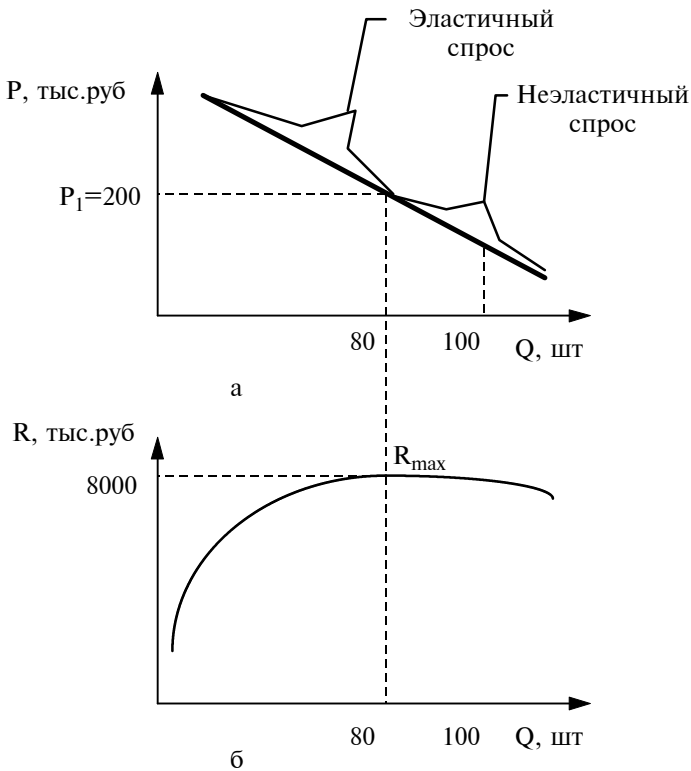 Эластичный
спрос
P, тыс.руб
Неэластичный
спрос
P₁=200
80
100
Q, шт
а
R, тыс.руб
Rmax
8000
80
100
Q, шт
б